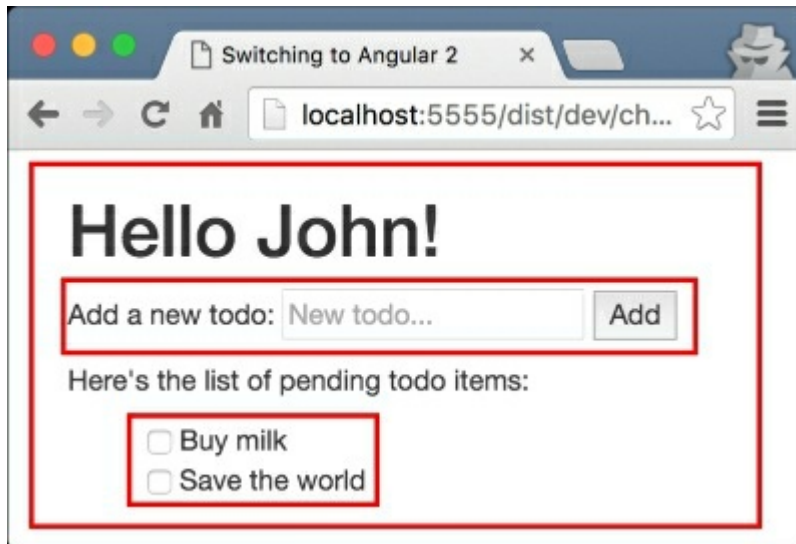 Switching to Angular 2
localhost:5555/dist/dev/ch...
Hello John!
Add a new todo: New todo... Add
Here's the list of pending todo items:
Buy milk
Save the world